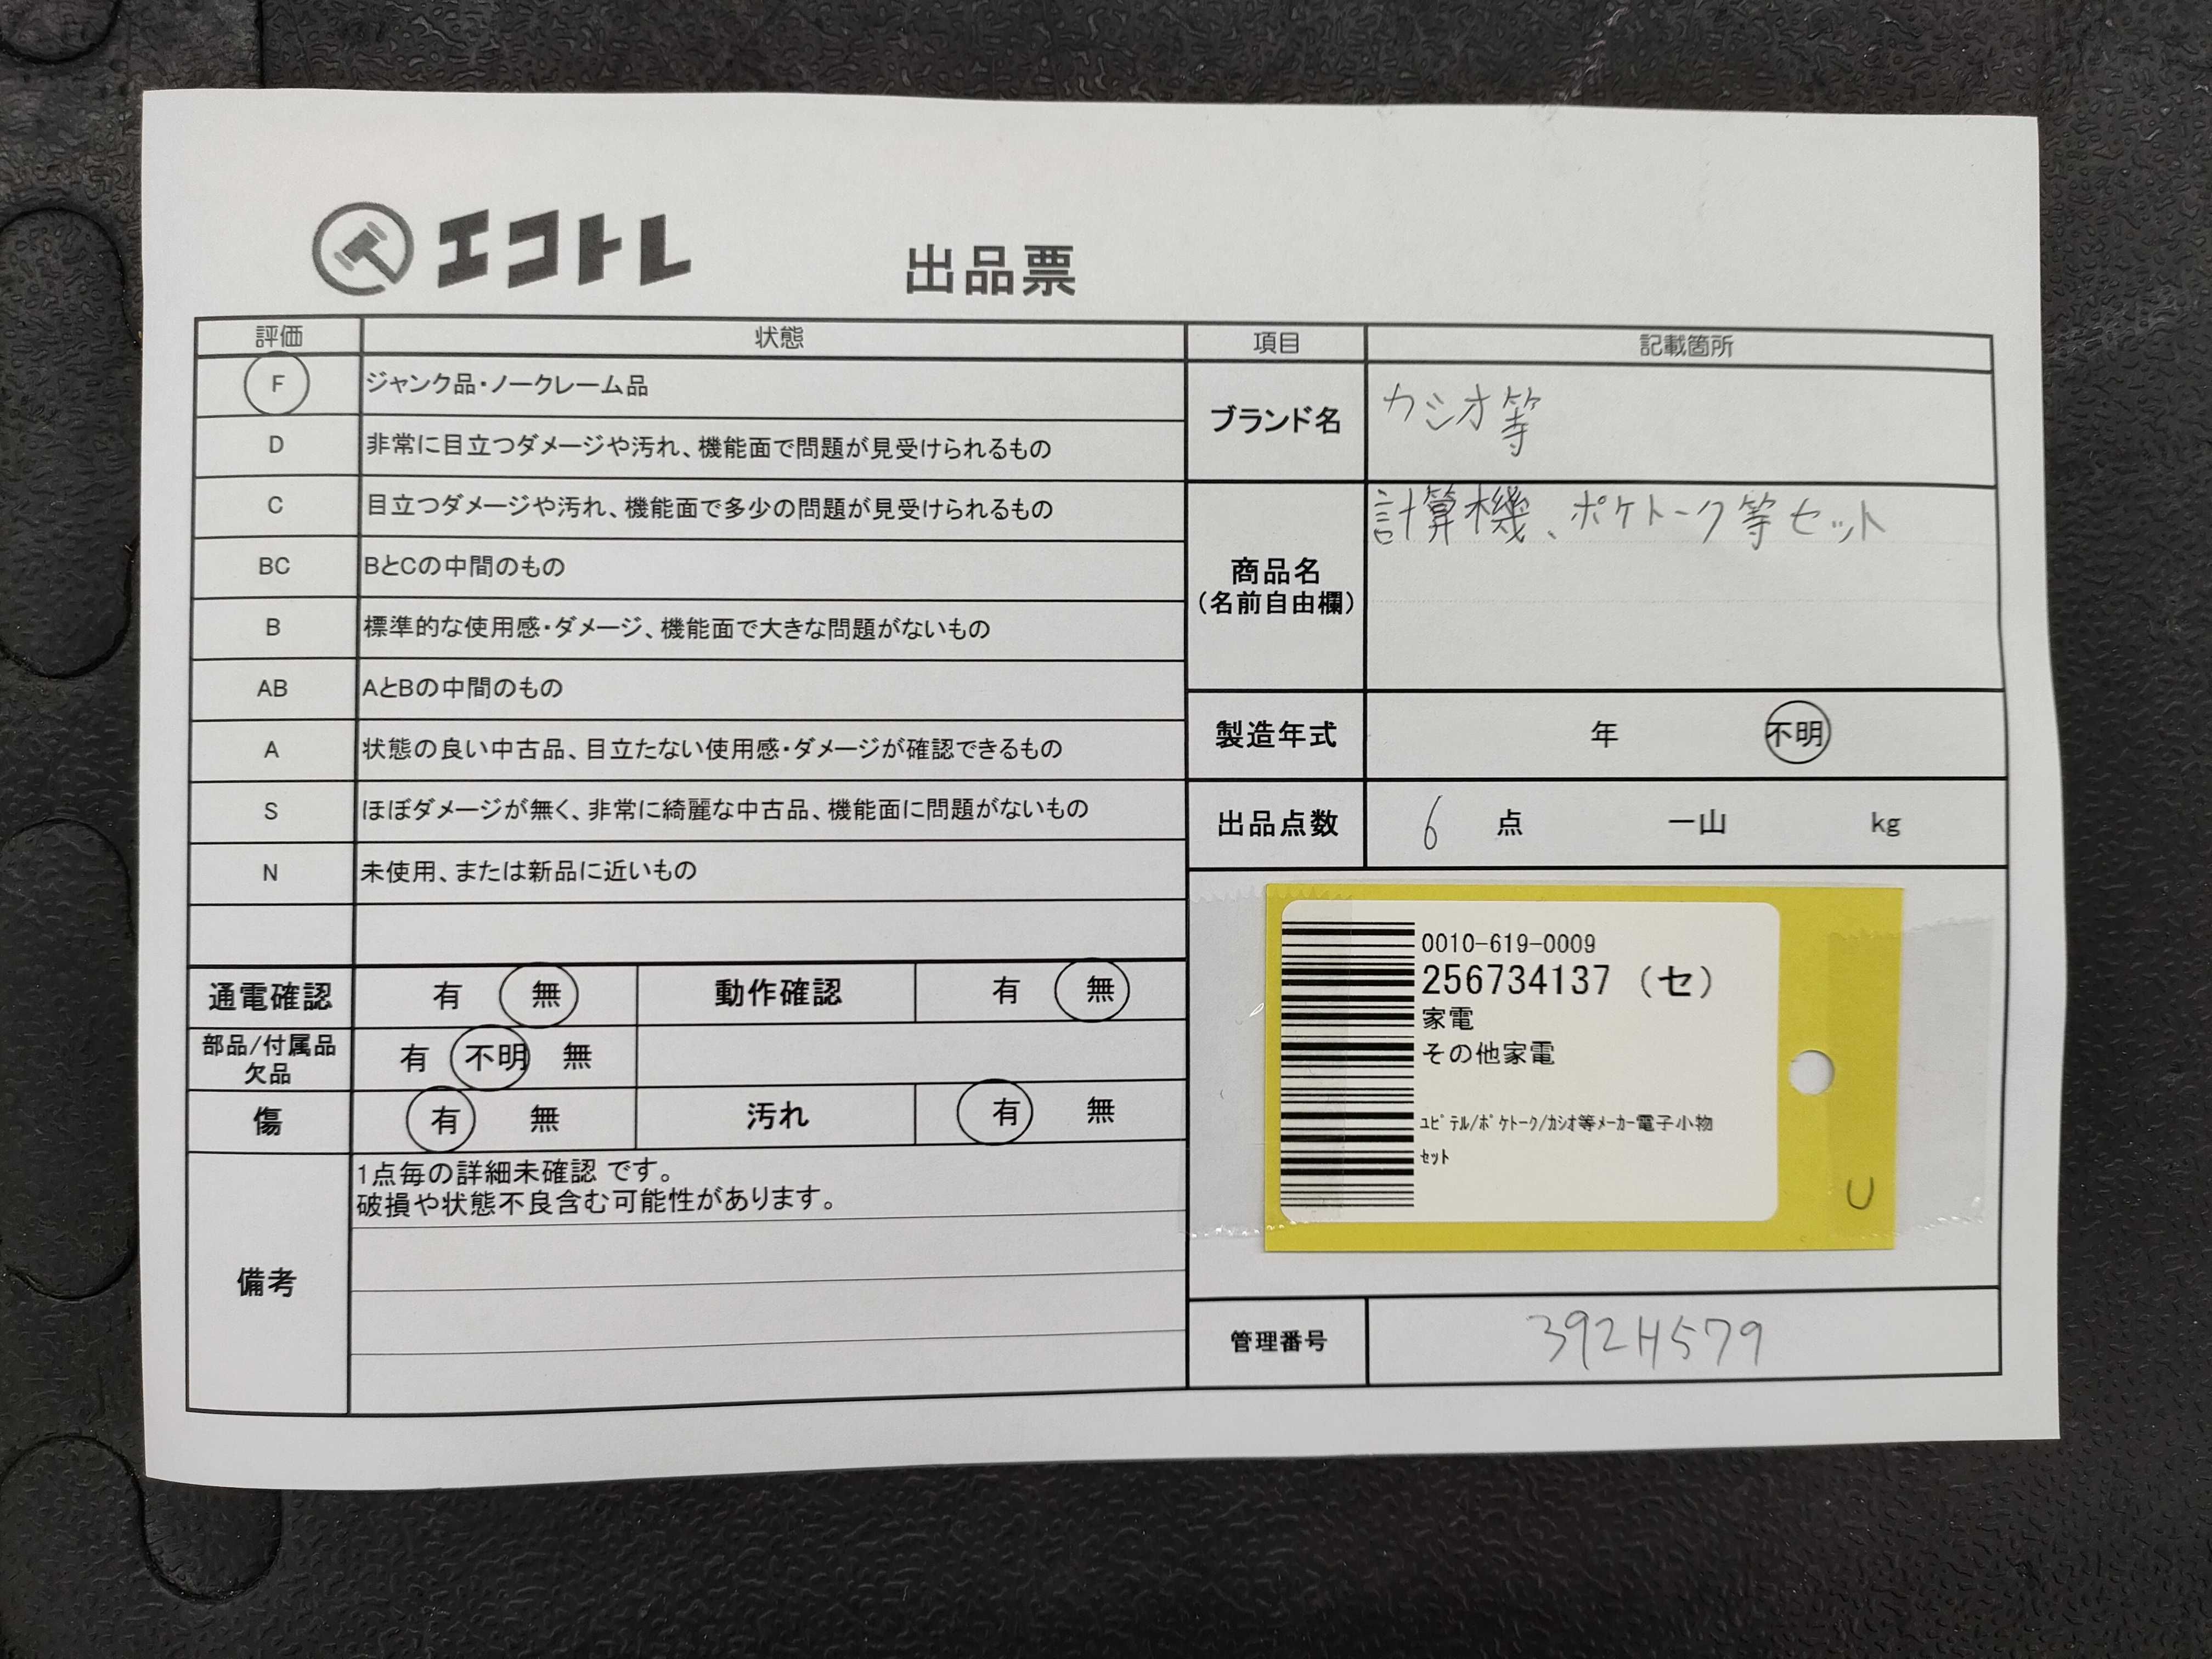 エコトレ
出品票
評価 状態
F ジャンク品・ノークレーム品
D 非常に目立つダメージや汚れ、機能面で問題が見受けられるもの
C 目立つダメージや汚れ、機能面で多少の問題が見受けられるもの
BC BとCの中間のもの
B 標準的な使用感・ダメージ、機能面で大きな問題がないもの
AB AとBの中間のもの
A 状態の良い中古品、目立たない使用感・ダメージが確認できるもの
S ほぼダメージが無く、非常に綺麗な中古品、機能面に問題がないもの
N 未使用、または新品に近いもの
通電確認 有 無 動作確認 有 無
部品/付属品
欠品
有 不明 無
傷 有 無 汚れ 有 無
備考
1点毎の詳細未確認 です。
破損や状態不良含む可能性があります。
項目 記載箇所
ブランド名 カシオ等
商品名
(名前自由欄)
計算機、ポケトーク等セット
製造年式 年 不明
出品点数 6 点 一山 kg
0010-619-0009
256734137 (セ)
家電
その他家電
ﾕﾋﾟﾃﾙ/ﾎﾟｹﾄｰｸ/ｶｼｵ等ﾒｰｶｰ電子小物
ｾｯﾄ
U
管理番号 392H579